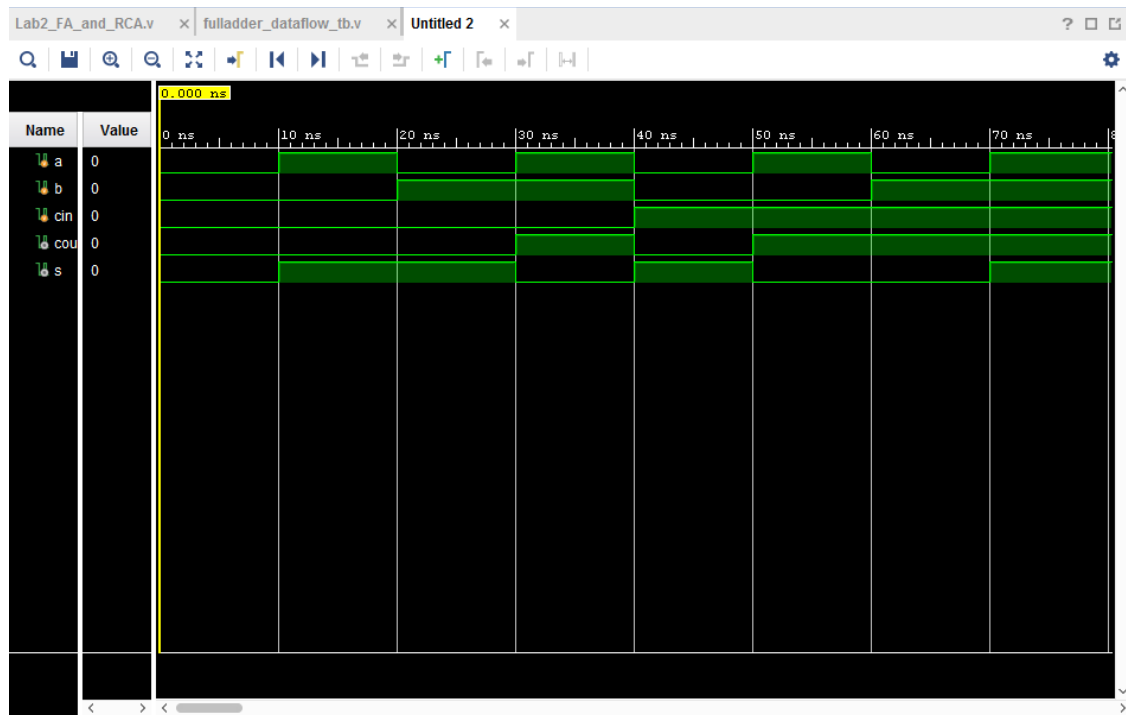 Lab2_FA_and_RCA.v × fulladder_dataflow_tb.v × Untitled 2 × ?
0.000 ns
Name Value 0 ns 10 ns 20 ns 30 ns 40 ns 50 ns 60 ns 70 ns 8
a 0
b 0
cin 0
cou 0
s 0